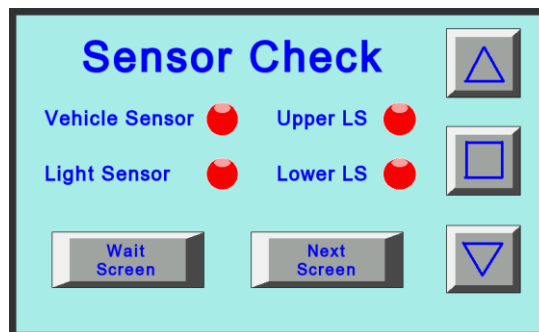 Sensor Check
Vehicle Sensor
Upper LS
Light Sensor
Lower LS
Wait
Screen
Next
Screen